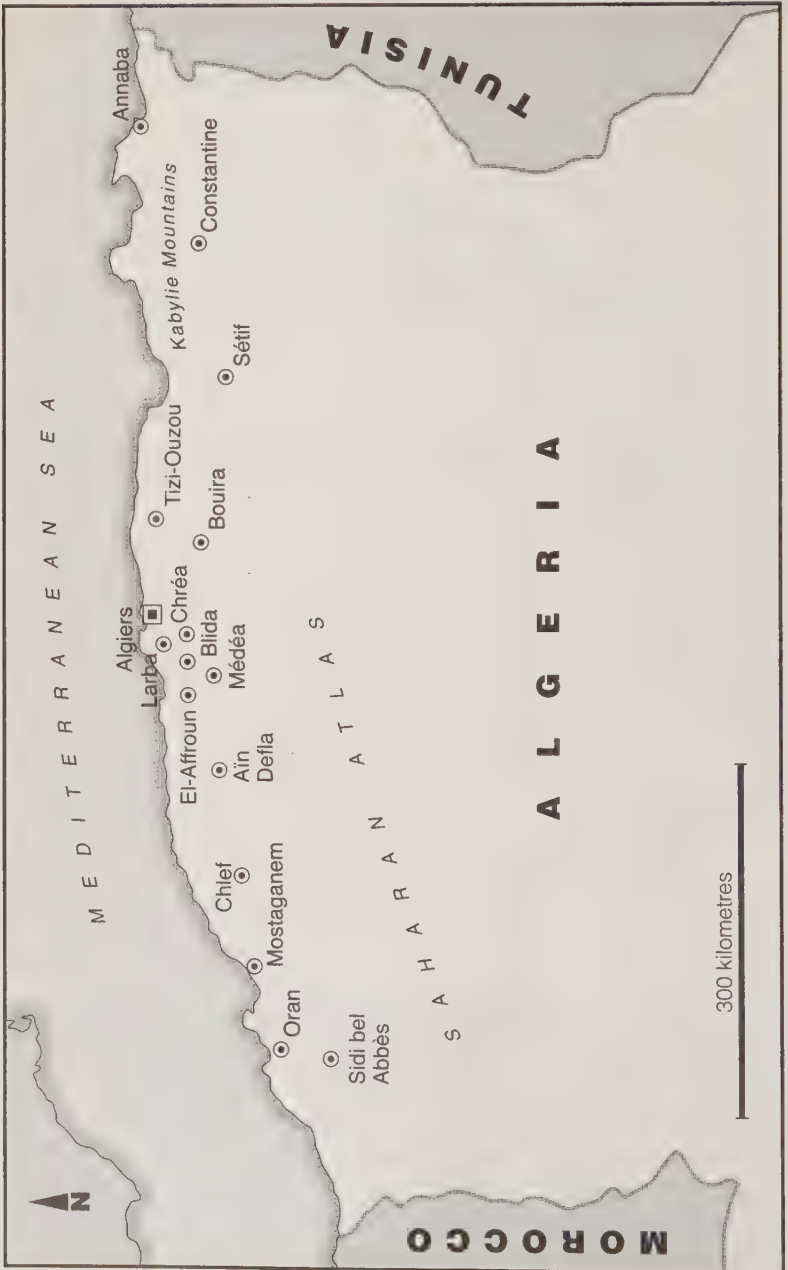 N
MEDITERRANEAN SEA
TUNISIA
Annaba
Kabylie Mountains
Constantine
Sétif
Tizi-Ouzou
Bouira
Algiers
Larba
Chréa
Blida
Médéa
El-Affroun
Aïn
Defla
Chlef
Mostaganem
Oran
Sidi bel
Abbès
SAHARAN ATLAS
ALGERIA
MOROCCO
300 kilometres